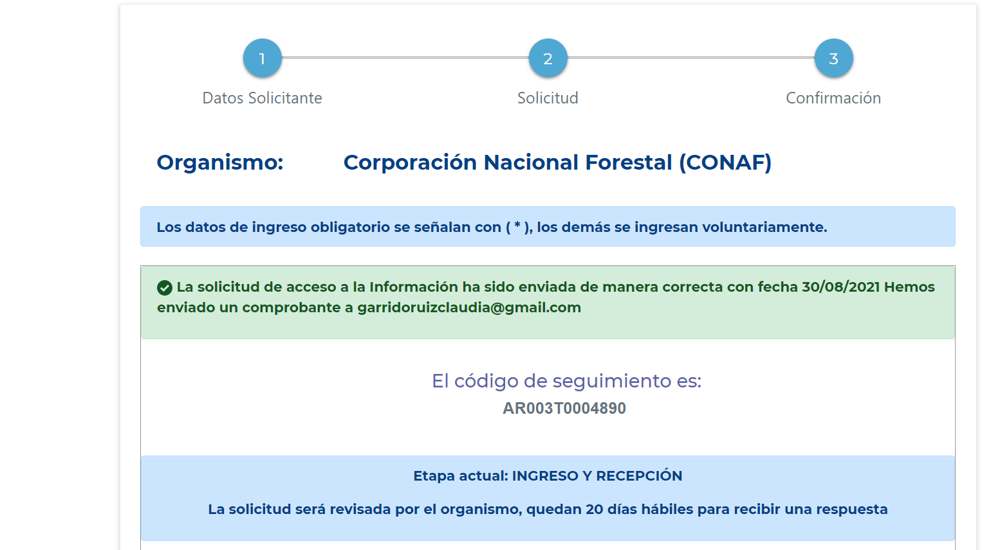 1
2
3
Datos Solicitante
Solicitud
Confirmación
Organismo:
Corporación Nacional Forestal (CONAF)
Los datos de ingreso obligatorio se señalan con ( * ), los demás se ingresan voluntariamente.
La solicitud de acceso a la Información ha sido enviada de manera correcta con fecha 30/08/2021 Hemos
enviado un comprobante a garridoruizclaudia@gmail.com
El código de seguimiento es:
AR003T0004890
Etapa actual: INGRESO Y RECEPCIÓN
La solicitud será revisada por el organismo, quedan 20 días hábiles para recibir una respuesta